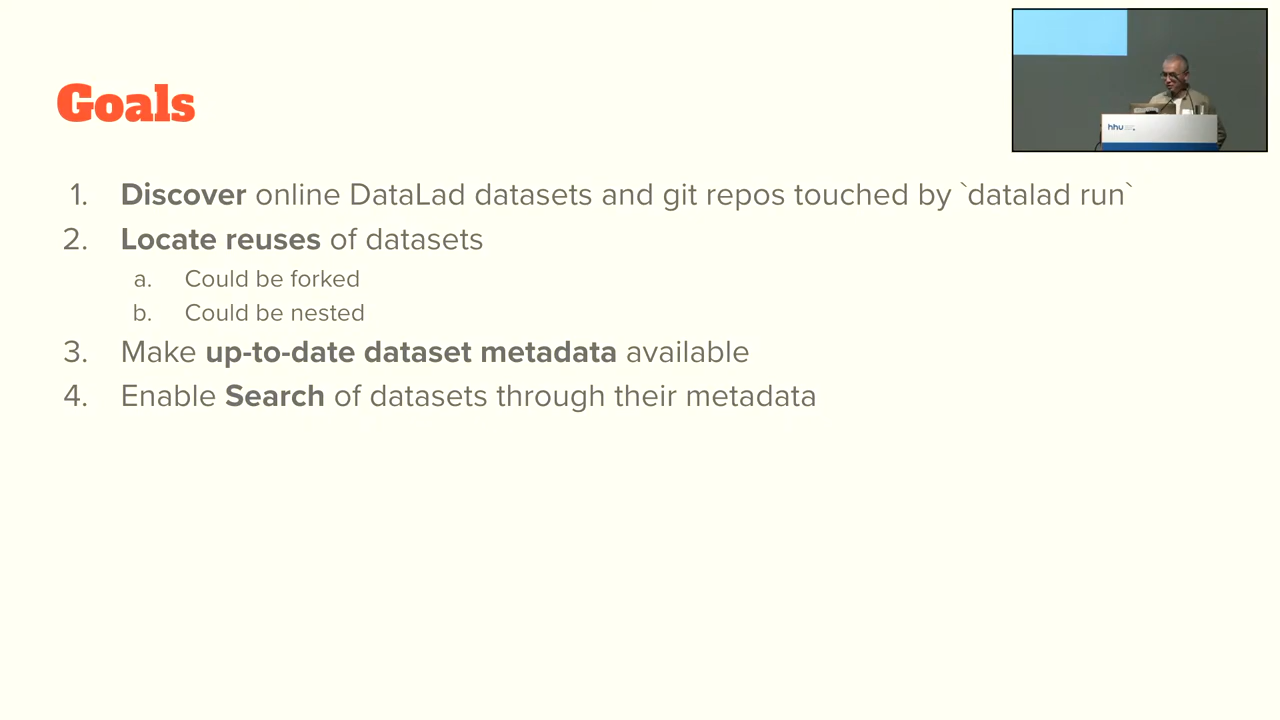 Goals
1. Discover online DataLad datasets and git repos touched by `datalad run`
2. Locate reuses of datasets
a. Could be forked
b. Could be nested
3. Make up-to-date dataset metadata available
4. Enable Search of datasets through their metadata
hhu